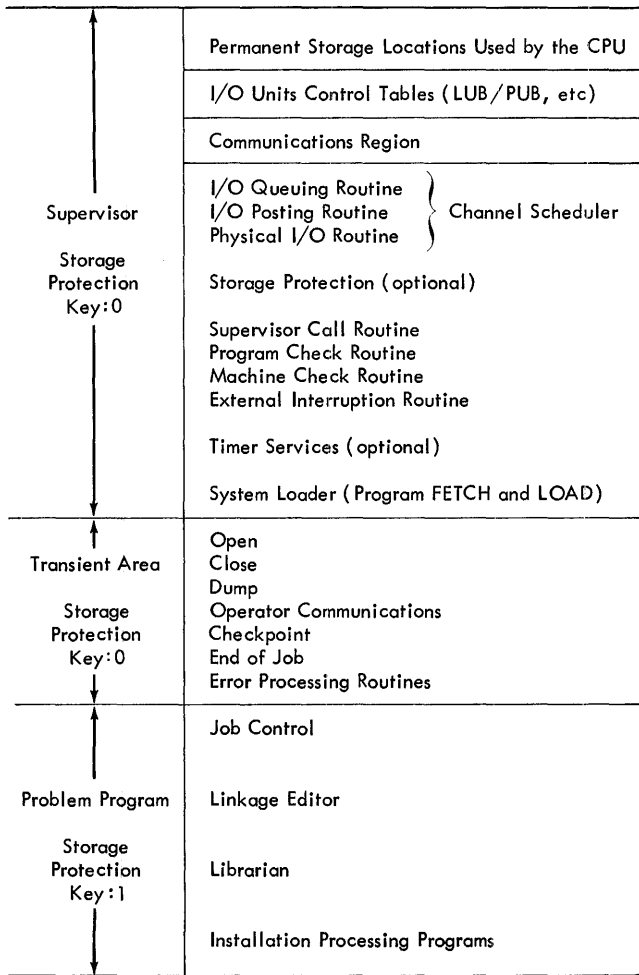 Permanent Storage Locations Used by the CPU
I/O Units Control Tables (LUB/PUB, etc)
Communications Region
Supervisor
Storage
Protection
Key:0
I/O Queuing Routine
I/O Posting Routine
Physical I/O Routine
Channel Scheduler
Storage Protection (optional)
Supervisor Call Routine
Program Check Routine
Machine Check Routine
External Interruption Routine
Timer Services (optional)
System Loader (Program FETCH and LOAD)
Transient Area
Storage
Protection
Key:0
Open
Close
Dump
Operator Communications
Checkpoint
End of Job
Error Processing Routines
Problem Program
Storage
Protection
Key:1
Job Control
Linkage Editor
Librarian
Installation Processing Programs